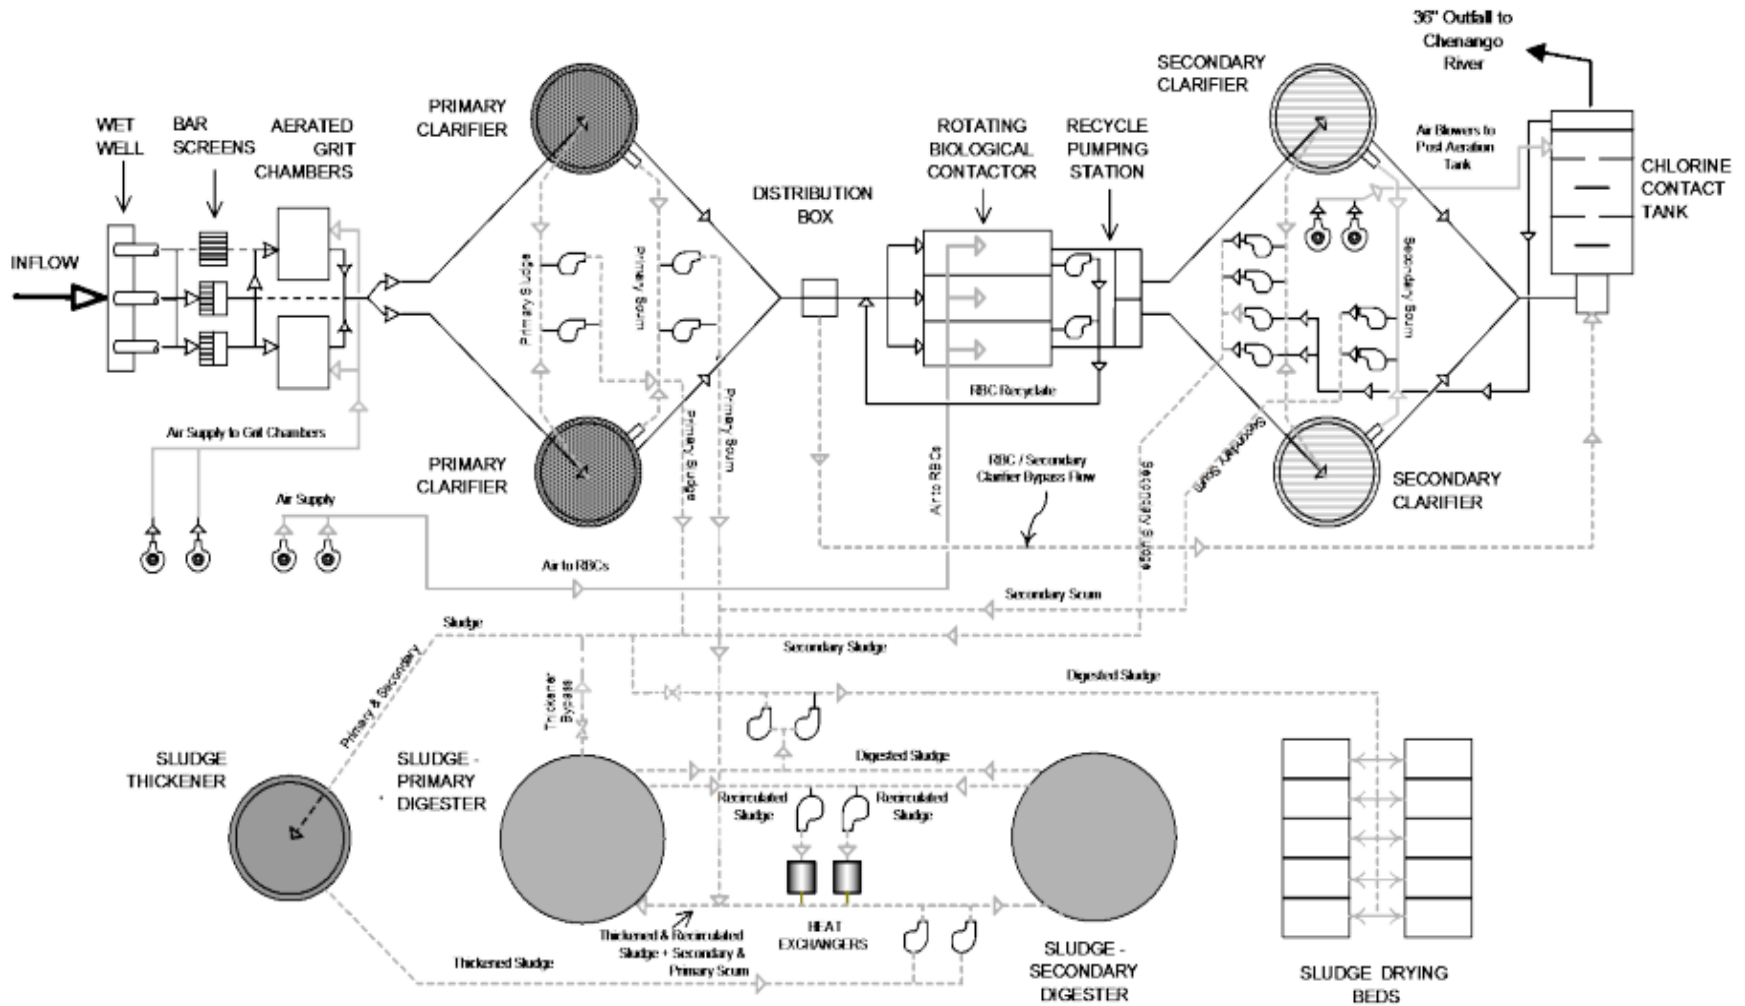 36" Outfall to
Chenango
River
SECONDARY
CLARIFIER
PRIMARY
CLARIFIER
WET
WELL
BAR
SCREENS
AERATED
GRIT
CHAMBERS
ROTATING
BIOLOGICAL
CONTACTOR
RECYCLE
PUMPING
STATION
Air Blowers to
Post Aeration
Tank
CHLORINE
CONTACT
TANK
DISTRIBUTION
BOX
INFLOW
Primary Sludge
Primary Scum
Secondary Scum
RBC Recyclate
Primary Sludge
Primary Scum
Air Supply to Grit Chambers
PRIMARY
CLARIFIER
RBC / Secondary
Clarifier Bypass Flow
Air to RBCs
Secondary Sludge
Secondary Scum
SECONDARY
CLARIFIER
Air Supply
Air to RBCs
Secondary Scum
Sludge
Secondary Sludge
Primary & Secondary
Thickener
Bypass
Digested Sludge
SLUDGE
THICKENER
SLUDGE -
PRIMARY
DIGESTER
Digested Sludge
Recirculated
Sludge
Recirculated
Sludge
HEAT
EXCHANGERS
Thickened & Recirculated
Sludge + Secondary &
Primary Scum
Thickened Sludge
SLUDGE -
SECONDARY
DIGESTER
SLUDGE DRYING
BEDS